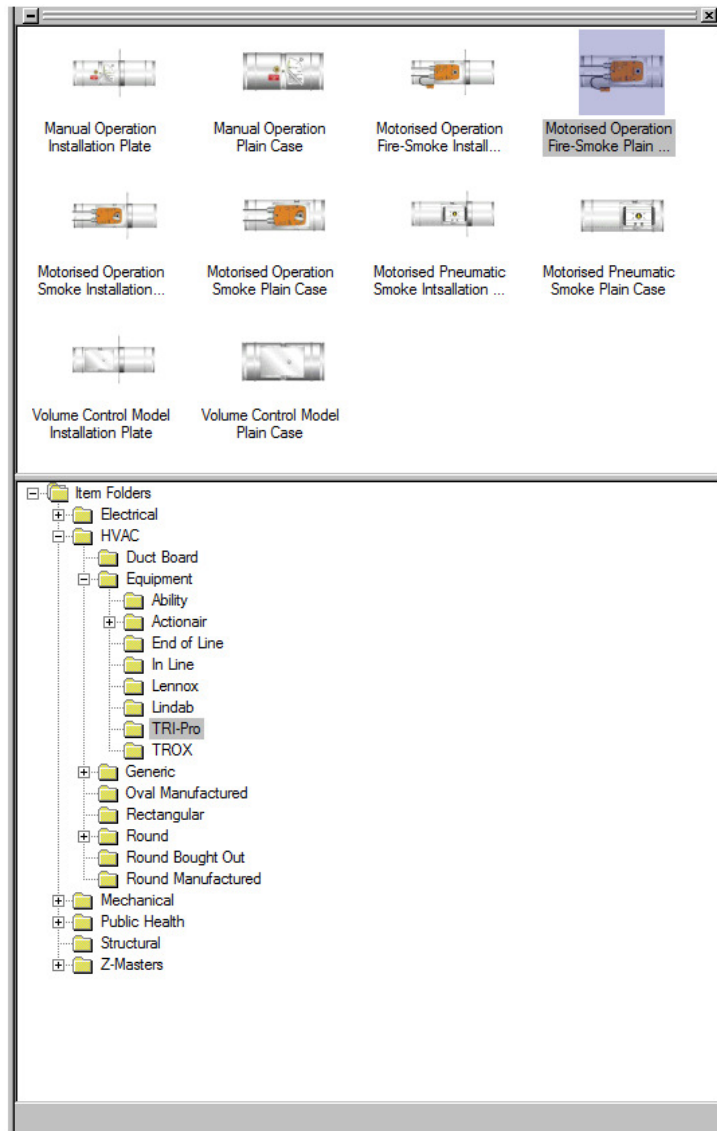 Manual Operation
Installation Plate
Manual Operation
Plain Case
Motorised Operation
Fire-Smoke Install...
Motorised Operation
Fire-Smoke Plain ...
Motorised Operation
Smoke Installation...
Motorised Operation
Smoke Plain Case
Motorised Pneumatic
Smoke Intsallation ...
Motorised Pneumatic
Smoke Plain Case
Volume Control Model
Installation Plate
Volume Control Model
Plain Case
Item Folders
Electrical
HVAC
Duct Board
Equipment
Ability
Actionair
End of Line
In Line
Lennox
Lindab
TRI-Pro
TROX
Generic
Oval Manufactured
Rectangular
Round
Round Bought Out
Round Manufactured
Mechanical
Public Health
Structural
Z-Masters